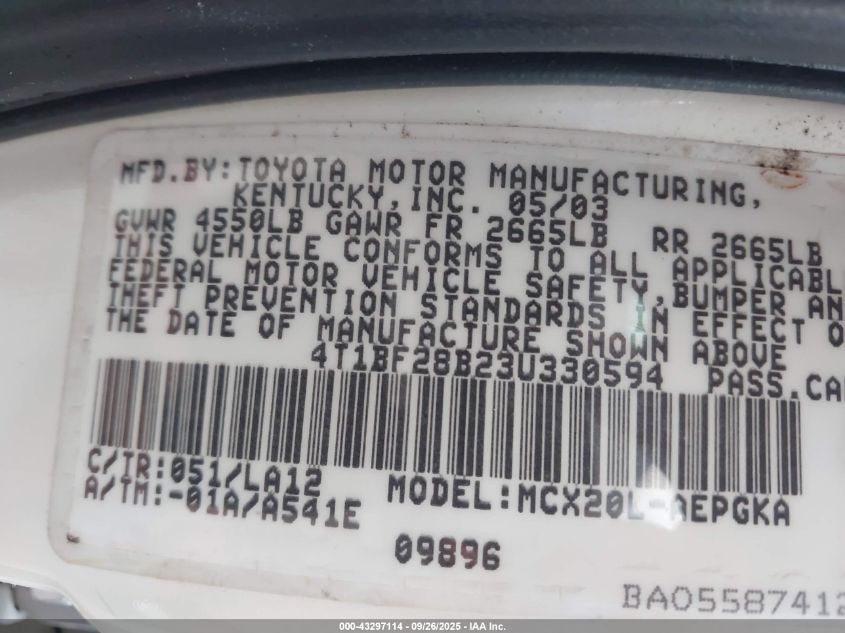 MFD.BY:TOYOTA MOTOR MANUFACTURING,
KENTUCKY,INC. 05/03
GVWR 4550LB GAWR FR 2665LB RR 2665LB
THIS VEHICLE CONFORMS TO ALL APPLICABL
FEDERAL MOTOR VEHICLE SAFETY,BUMPER AN
THEFT PREVENTION STANDARDS IN EFFECT O
THE DATE OF MANUFACTURE SHOWN ABOVE
4T1BF28B23U330594 PASS.CA
C/TR:051/LA12 MODEL:MCX20L-AEPGKA
A/TM:-01A/A541E
09896
BAO5587412
000-43297114 - 09/26/2025 - IAA Inc.